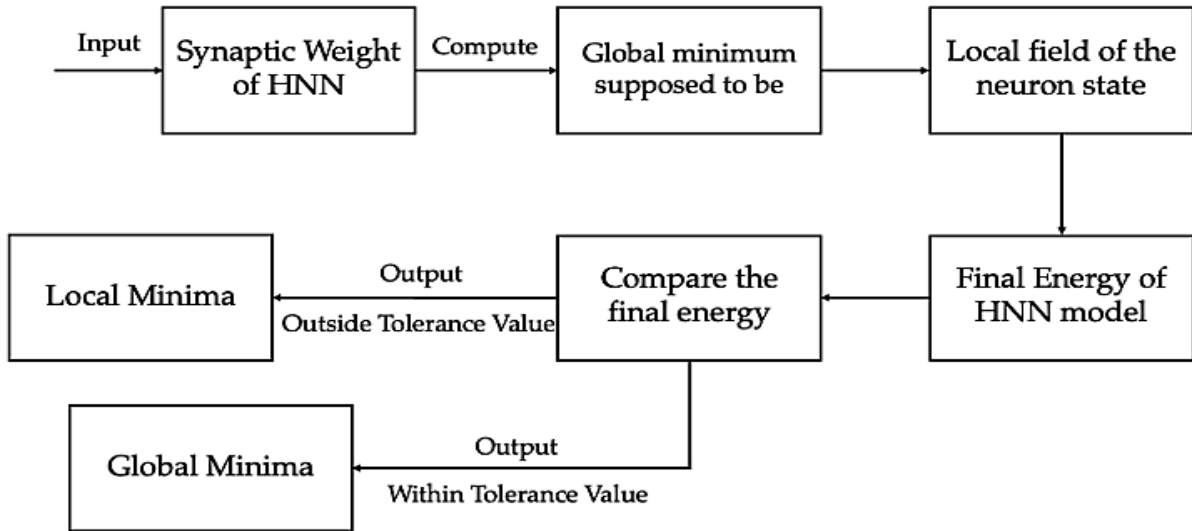 Input
Synaptic Weight
of HNN
Compute
Global minimum
supposed to be
Local field of the
neuron state
Final Energy of
HNN model
Compare the
final energy
Output
Outside Tolerance Value
Local Minima
Output
Within Tolerance Value
Global Minima